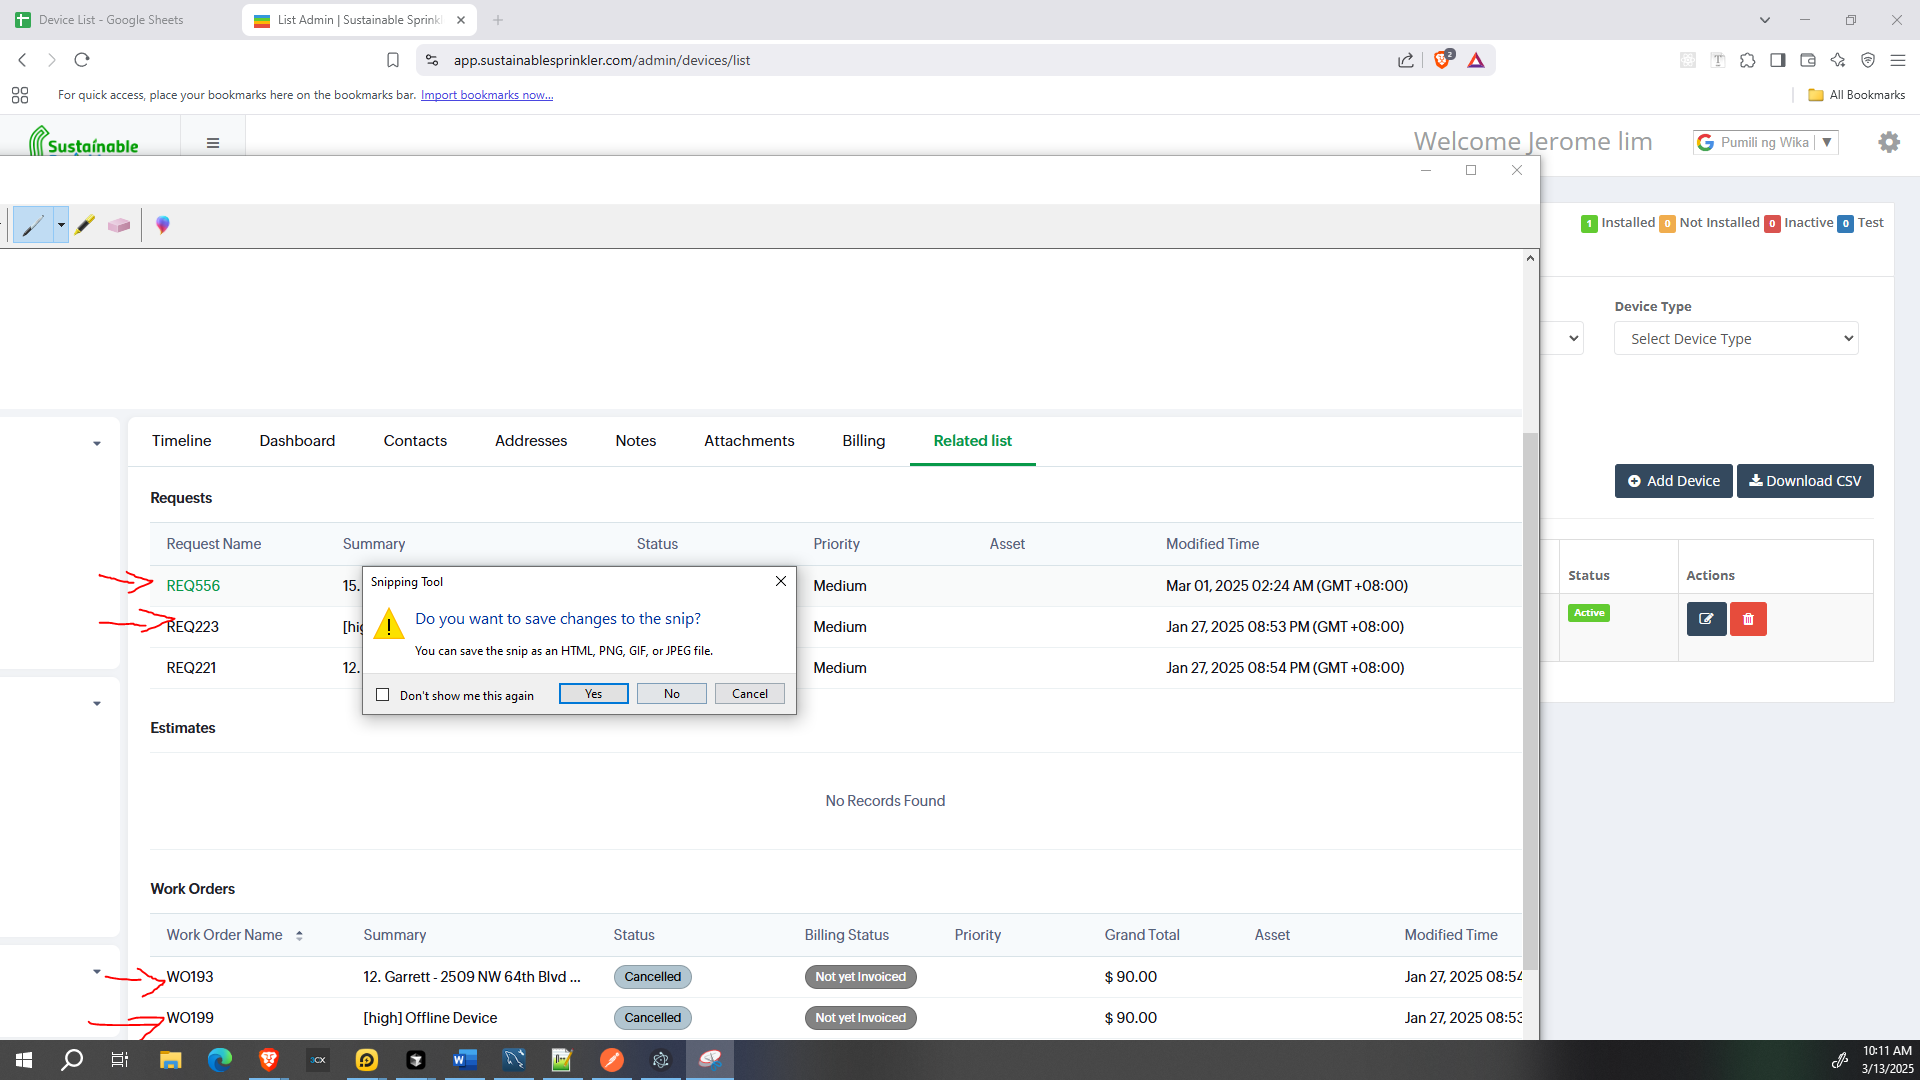 Device List - Google Sheets
List Admin | Sustainable Sprinkl
app.sustainablesprinkler.com/admin/devices/list
2
For quick access, place your bookmarks here on the bookmarks bar. Import bookmarks now...
All Bookmarks
Sustainable
Welcome Jerome lim
Pumili ng Wika
1 Installed 0 Not Installed 0 Inactive 0 Test
Device Type
Select Device Type
Timeline Dashboard Contacts Addresses Notes Attachments Billing Related list
Add Device Download CSV
Requests
Request Name Summary Status Priority Asset Modified Time
Status Actions
REQ556 15. Medium Mar 01, 2025 02:24 AM (GMT +08:00)
Active
REQ223 [hig Medium Jan 27, 2025 08:53 PM (GMT +08:00)
REQ221 12. Medium Jan 27, 2025 08:54 PM (GMT +08:00)
Snipping Tool
Do you want to save changes to the snip?
You can save the snip as an HTML, PNG, GIF, or JPEG file.
Don't show me this again Yes No Cancel
Estimates
No Records Found
Work Orders
Work Order Name Summary Status Billing Status Priority Grand Total Asset Modified Time
WO193 12. Garrett - 2509 NW 64th Blvd ... Cancelled Not yet Invoiced $ 90.00 Jan 27, 2025 08:54
WO199 [high] Offline Device Cancelled Not yet Invoiced $ 90.00 Jan 27, 2025 08:53
10:11 AM
3/13/2025